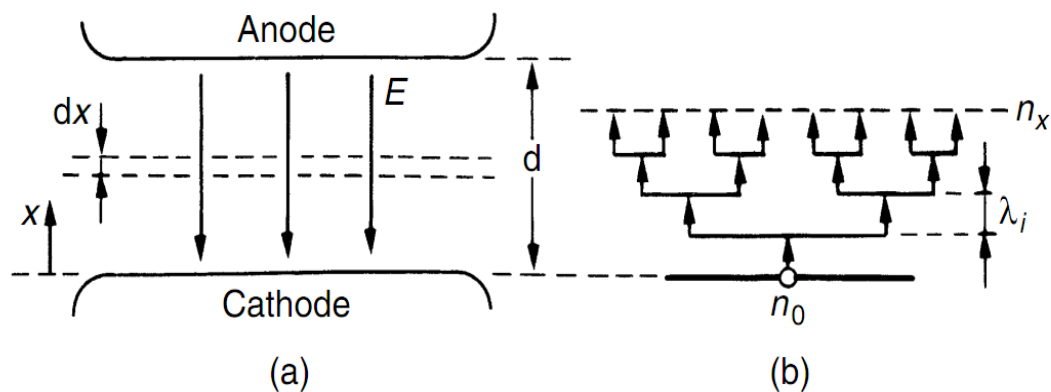 Anode
E
dx
d
x
Cathode
(a)
n_x
λ_i
n_0
(b)